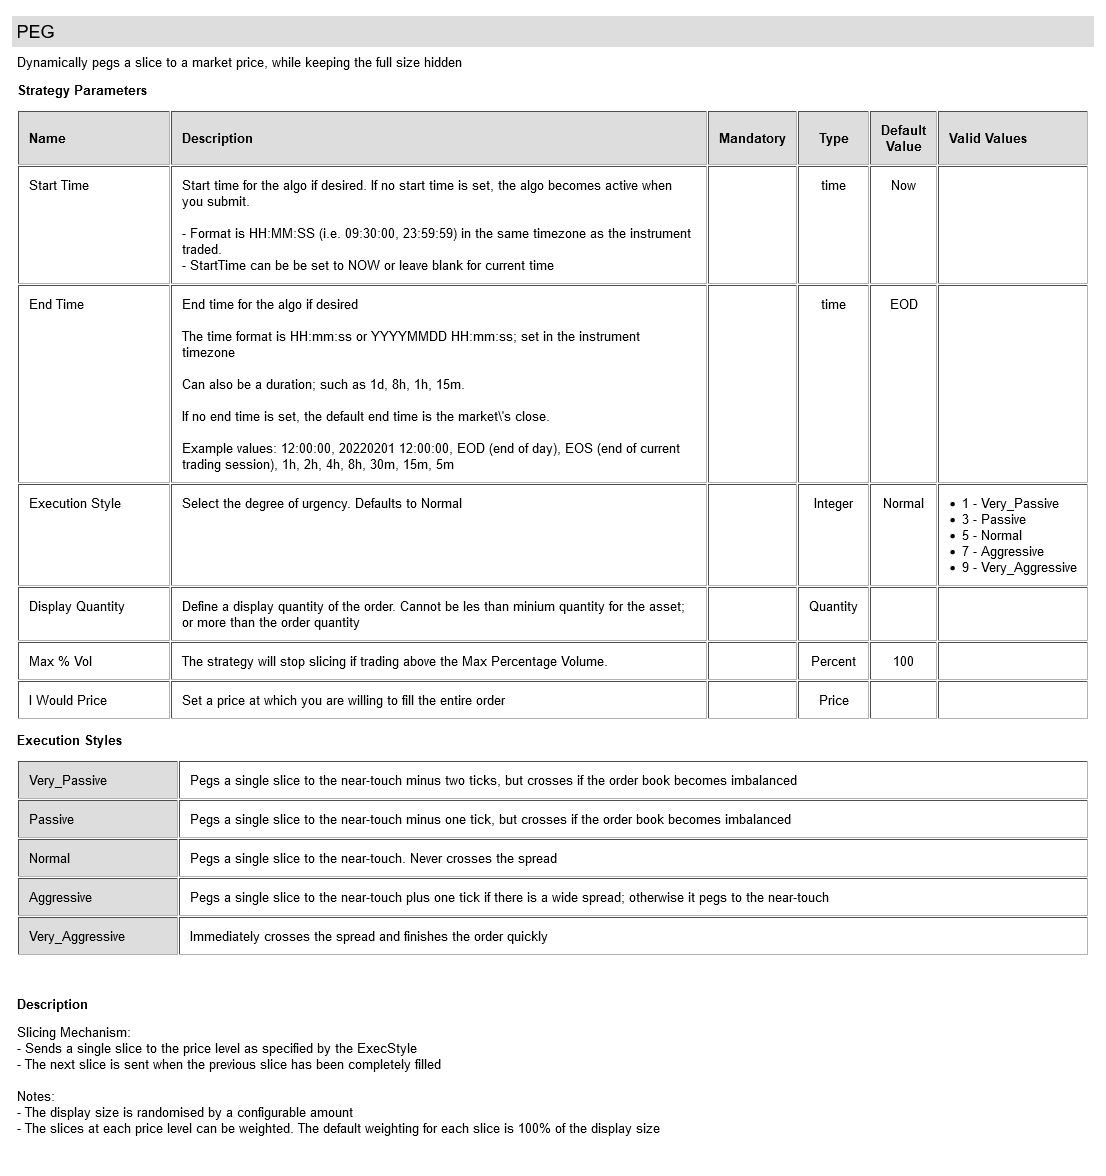 PEG
Dynamically pegs a slice to a market price, while keeping the full size hidden
Strategy Parameters
Name
Description
Mandatory
Type
Default
Value
Valid Values
Start Time
Start time for the algo if desired. If no start time is set, the algo becomes active when
you submit.
- Format is HH:MM:SS (i.e. 09:30:00, 23:59:59) in the same timezone as the instrument
traded.
- StartTime can be be set to NOW or leave blank for current time
time
Now
End Time
End time for the algo if desired
The time format is HH:mm:ss or YYYYMMDD HH:mm:ss; set in the instrument
timezone
Can also be a duration; such as 1d, 8h, 1h, 15m.
If no end time is set, the default end time is the market\'s close.
Example values: 12:00:00, 20220201 12:00:00, EOD (end of day), EOS (end of current
trading session), 1h, 2h, 4h, 8h, 30m, 15m, 5m
time
EOD
Execution Style
Select the degree of urgency. Defaults to Normal
Integer
Normal
• 1 - Very_Passive
• 3 - Passive
• 5 - Normal
• 7 - Aggressive
• 9 - Very_Aggressive
Display Quantity
Define a display quantity of the order. Cannot be les than minium quantity for the asset;
or more than the order quantity
Quantity
Max % Vol
The strategy will stop slicing if trading above the Max Percentage Volume.
Percent
100
I Would Price
Set a price at which you are willing to fill the entire order
Price
Execution Styles
Very_Passive
Pegs a single slice to the near-touch minus two ticks, but crosses if the order book becomes imbalanced
Passive
Pegs a single slice to the near-touch minus one tick, but crosses if the order book becomes imbalanced
Normal
Pegs a single slice to the near-touch. Never crosses the spread
Aggressive
Pegs a single slice to the near-touch plus one tick if there is a wide spread; otherwise it pegs to the near-touch
Very_Aggressive
Immediately crosses the spread and finishes the order quickly
Description
Slicing Mechanism:
- Sends a single slice to the price level as specified by the ExecStyle
- The next slice is sent when the previous slice has been completely filled
Notes:
- The display size is randomised by a configurable amount
- The slices at each price level can be weighted. The default weighting for each slice is 100% of the display size